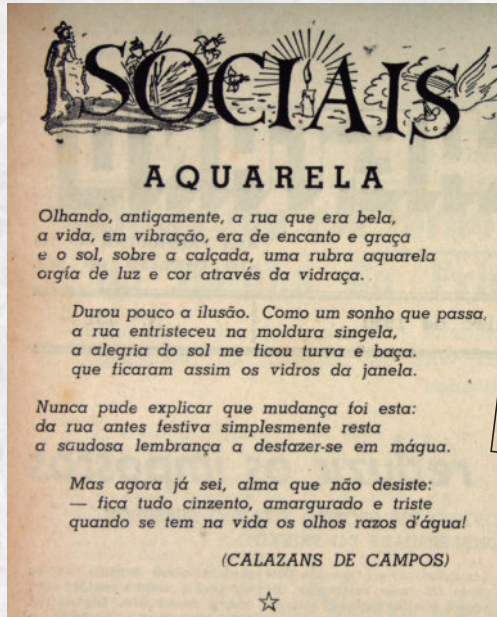 SOCIAIS
AQUARELA
Olhando, antigamente, a rua que era bela,
a vida, em vibração, era de encanto e graça
e o sol, sobre a calçada, uma rubra aquarela
orgía de luz e cor através da vidraça.
Durou pouco a ilusão. Como um sonho que passa,
a rua entristeceu na moldura singela,
a alegria do sol me ficou turva e baça.
que ficaram assim os vidros da janela.
Nunca pude explicar que mudança foi esta:
da rua antes festiva simplesmente resta
a saudosa lembrança a desfazer-se em mágua.
Mas agora já sei, alma que não desiste:
— fica tudo cinzento, amargurado e triste
quando se tem na vida os olhos razos d'água!
(CALAZANS DE CAMPOS)